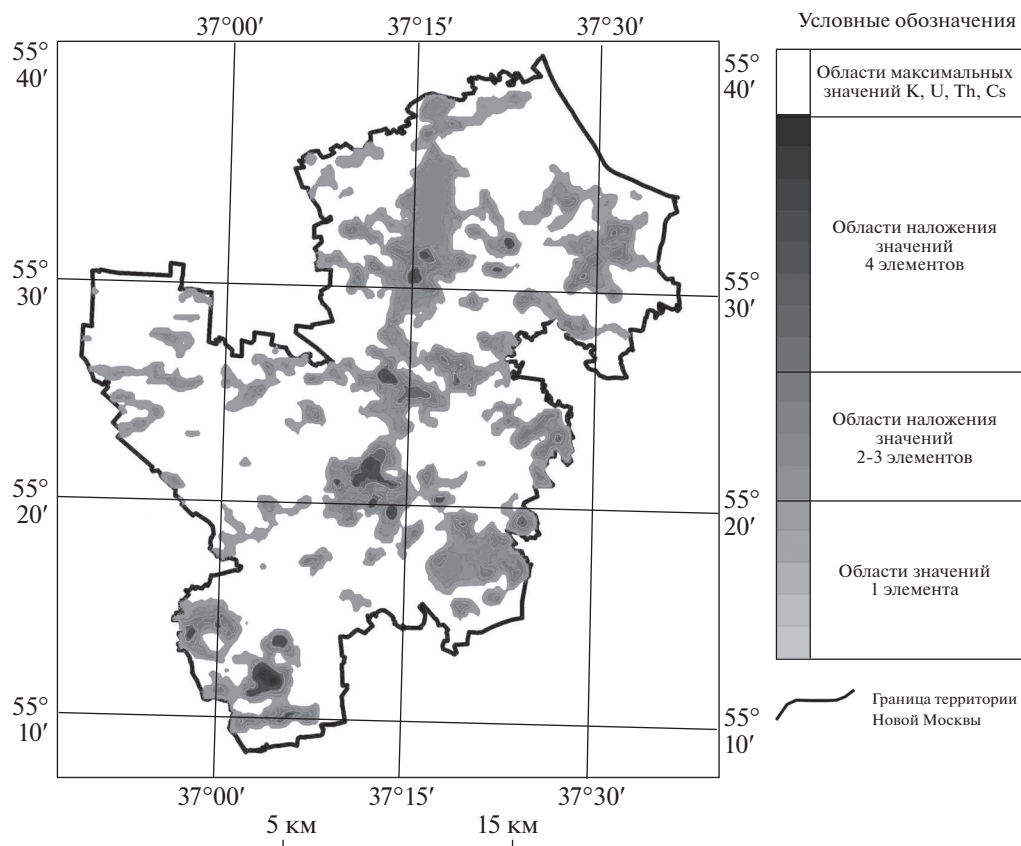 Условные обозначения
37°00′ 37°15′ 37°30′
55°
40′
55°
40′
Области максимальных
значений K, U, Th, Cs
Области наложения
значений
4 элементов
55°
30′
55°
30′
Области наложения
значений
2-3 элементов
55°
20′
55°
20′
Области значений
1 элемента
55°
10′
55°
10′
Граница территории
Новой Москвы
37°00′ 37°15′ 37°30′
5 км 15 км